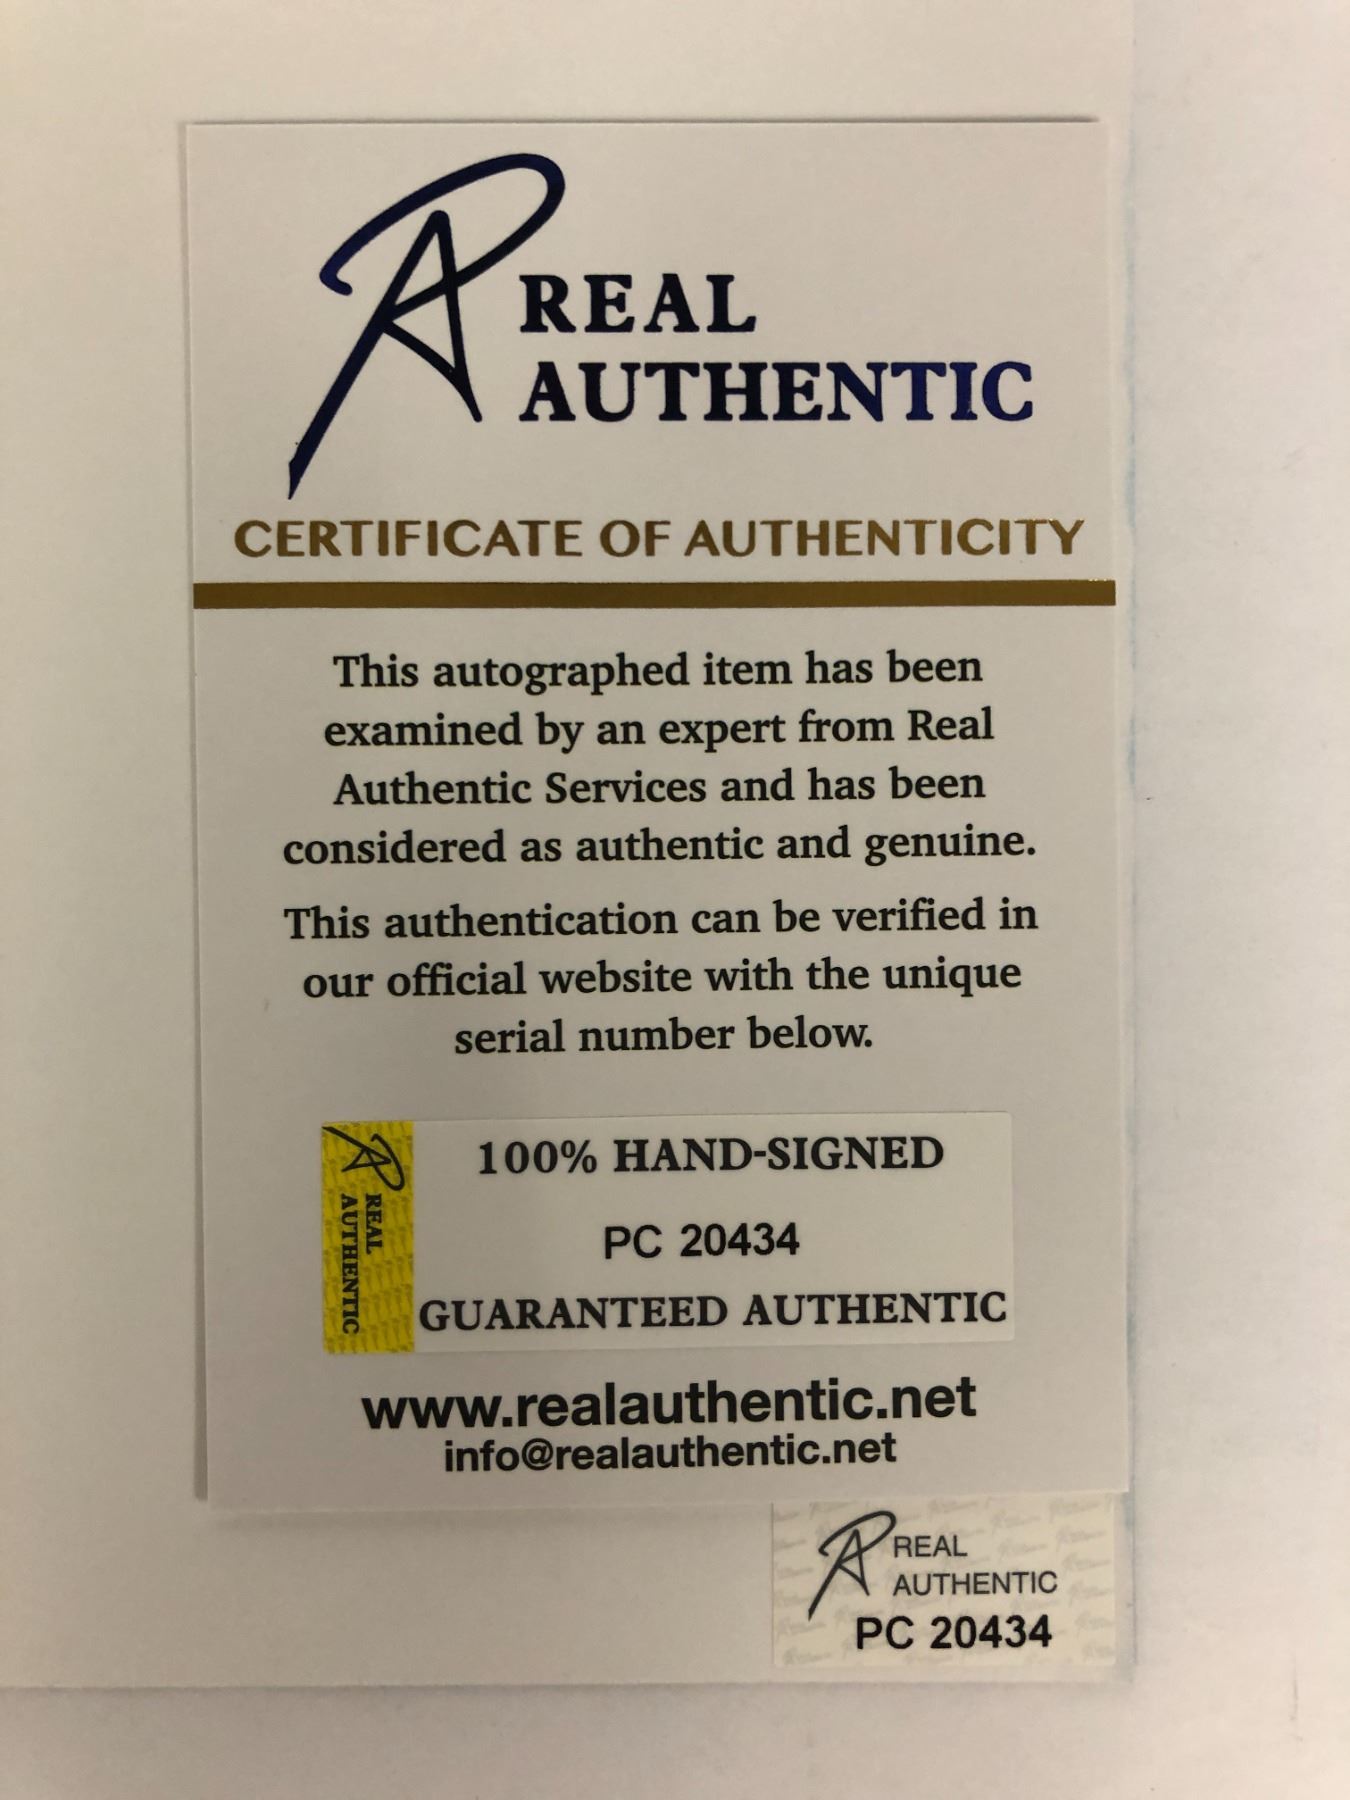 REAL
AUTHENTIC
CERTIFICATE OF AUTHENTICITY
This autographed item has been
examined by an expert from Real
Authentic Services and has been
considered as authentic and genuine.
This authentication can be verified in
our official website with the unique
serial number below.
REAL
AUTHENTIC
100% HAND-SIGNED
PC 20434
GUARANTEED AUTHENTIC
www.realauthentic.net
info@realauthentic.net
REAL
AUTHENTIC
PC 20434